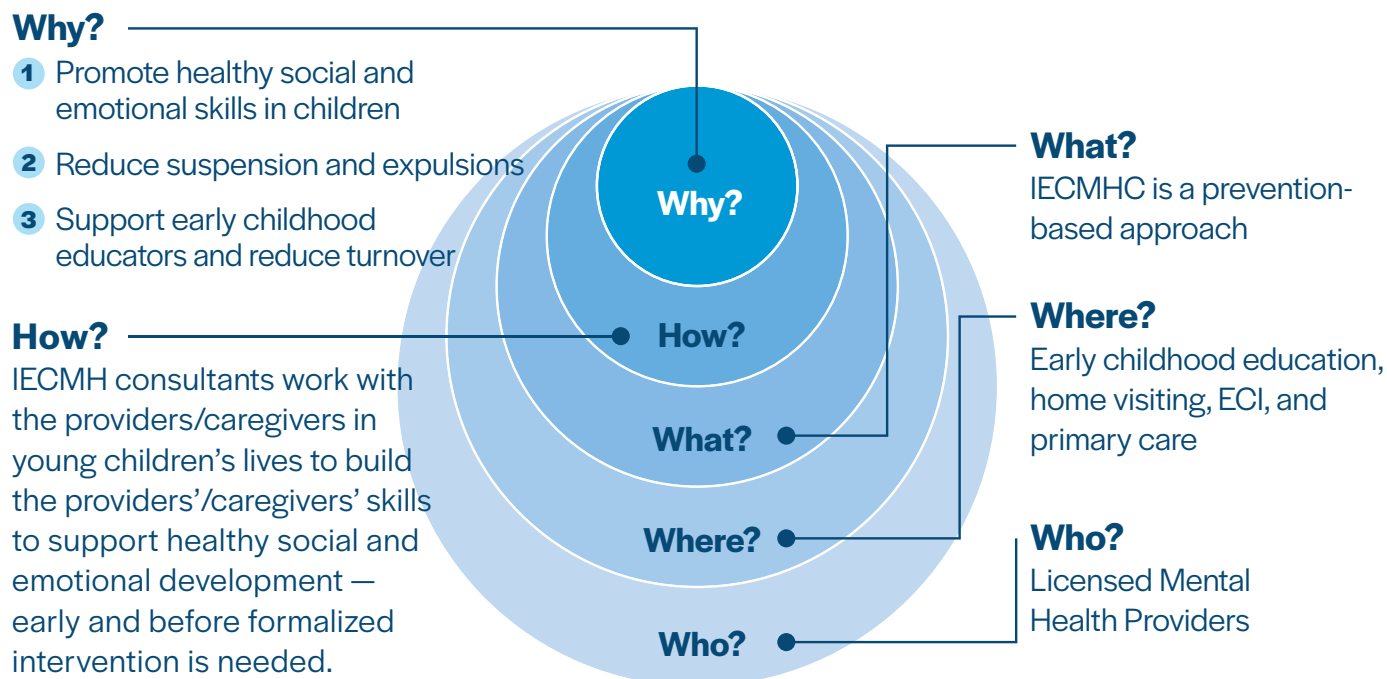 Why?
1 Promote healthy social and
emotional skills in children
2 Reduce suspension and expulsions
3 Support early childhood
educators and reduce turnover
How?
IECMH consultants work with
the providers/caregivers in
young children’s lives to build
the providers’/caregivers’ skills
to support healthy social and
emotional development —
early and before formalized
intervention is needed.
Why?
How?
What?
Where?
Who?
What?
IECMHC is a prevention-
based approach
Where?
Early childhood education,
home visiting, ECI, and
primary care
Who?
Licensed Mental
Health Providers